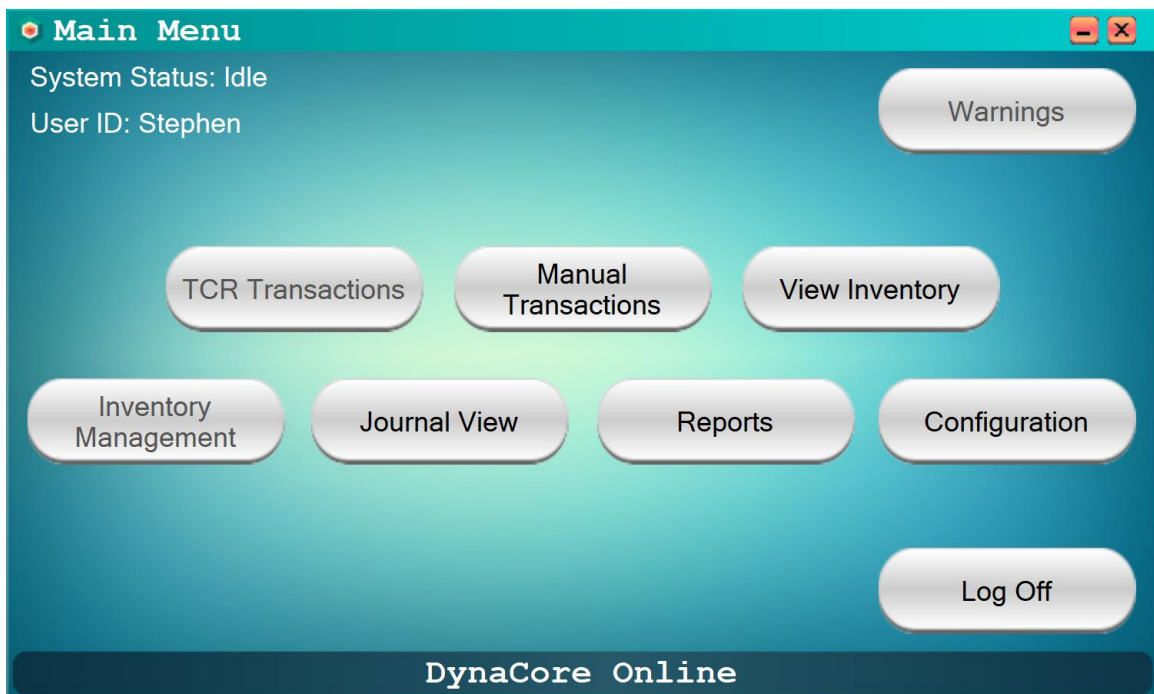 Main Menu
System Status: Idle
User ID: Stephen
Warnings
TCR Transactions
Manual
Transactions
View Inventory
Inventory
Management
Journal View
Reports
Configuration
Log Off
DynaCore Online